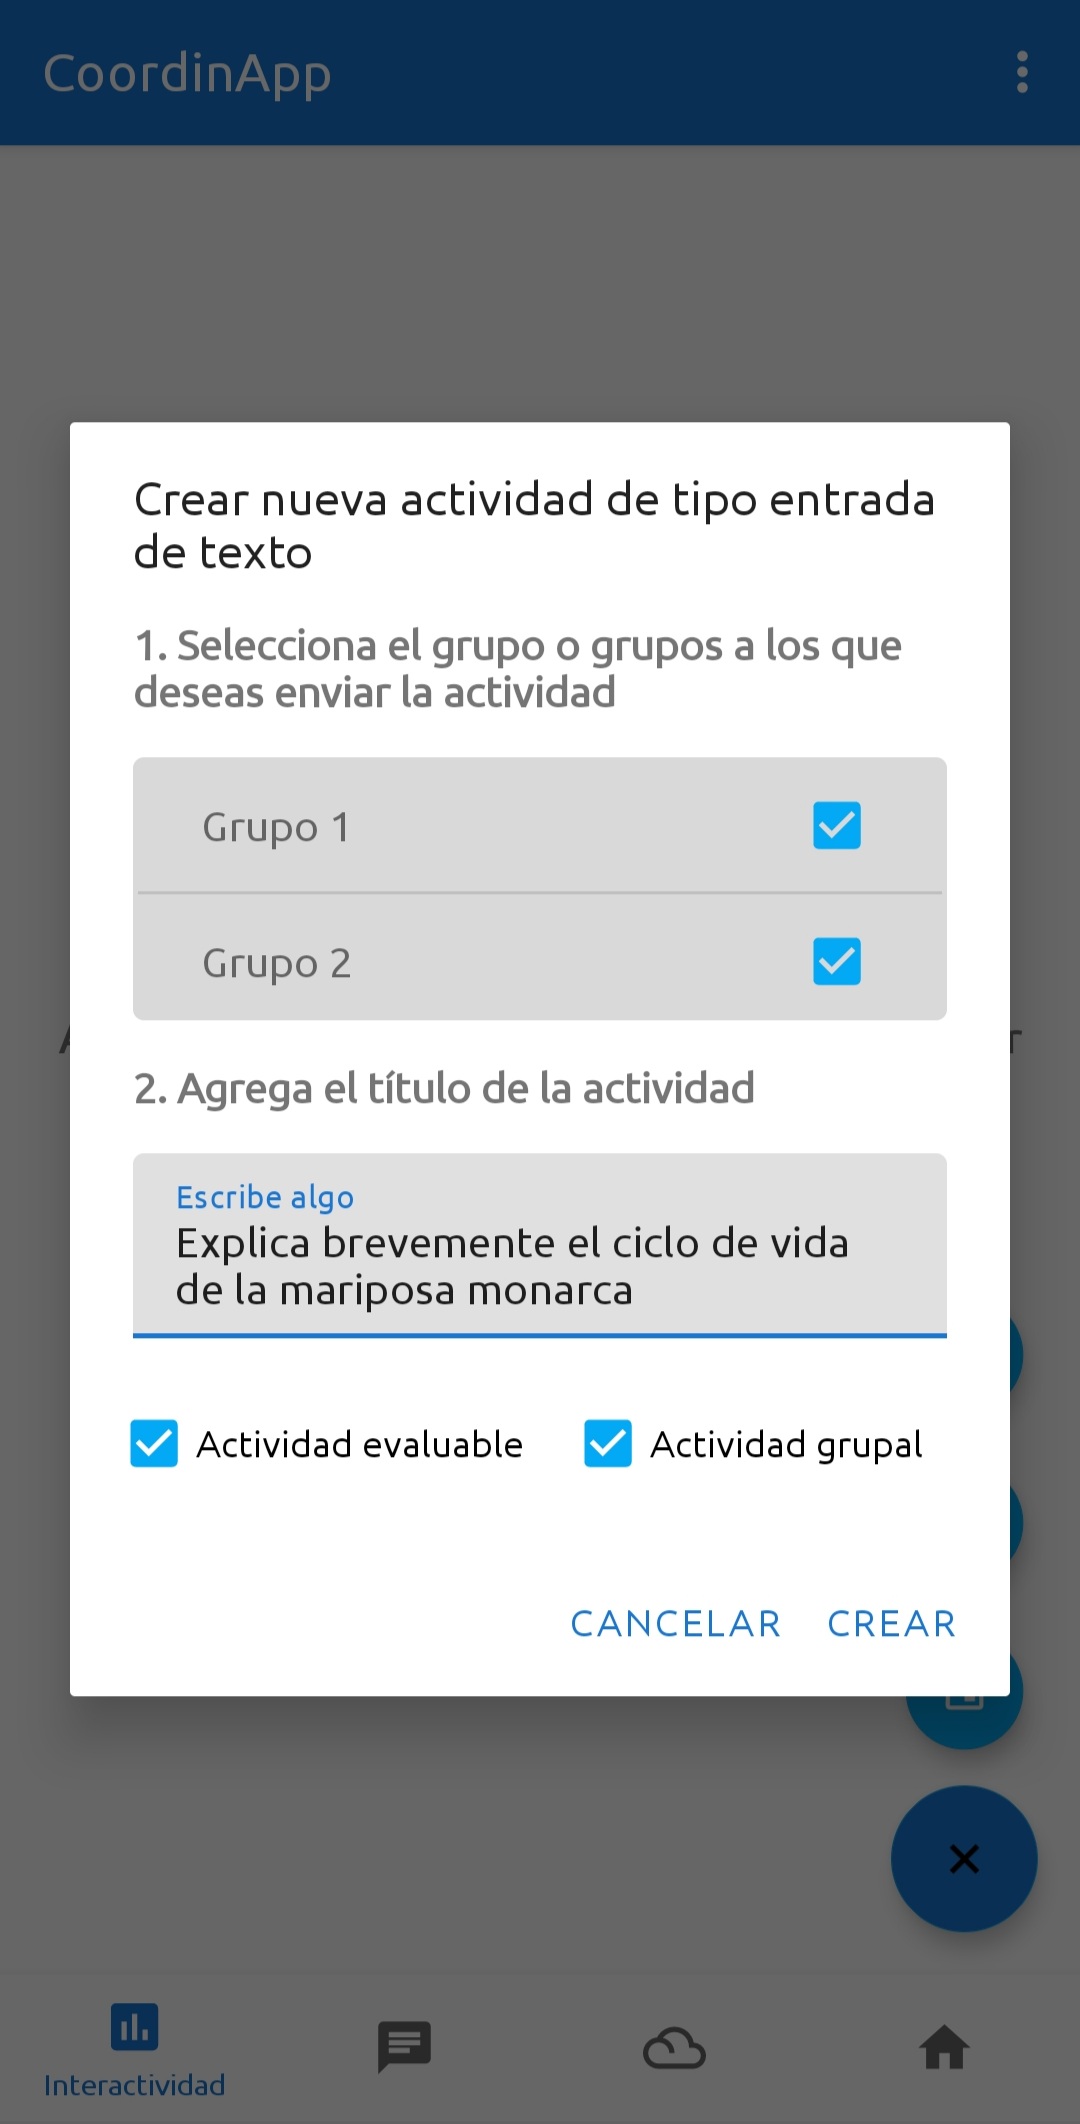 CoordinApp
Crear nueva actividad de tipo entrada
de texto
1. Selecciona el grupo o grupos a los que
deseas enviar la actividad
Grupo 1
Grupo 2
2. Agrega el título de la actividad
Escribe algo
Explica brevemente el ciclo de vida
de la mariposa monarca
Actividad evaluable
Actividad grupal
CANCELAR
CREAR
Interactividad